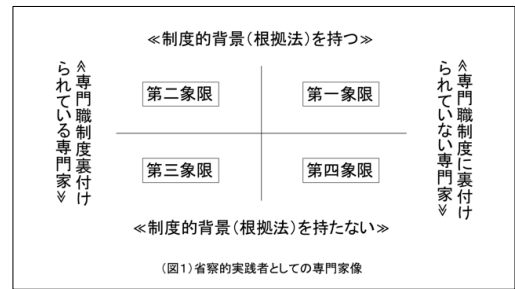 ≪制度的背景(根拠法)を持つ≫
≪専門職制度裏付け
られている専門家≫
第二象限
第一象限
≪専門職制度に裏付け
られていない専門家≫
第三象限
第四象限
≪制度的背景(根拠法)を持たない≫
(図1)省察的実践者としての専門家像